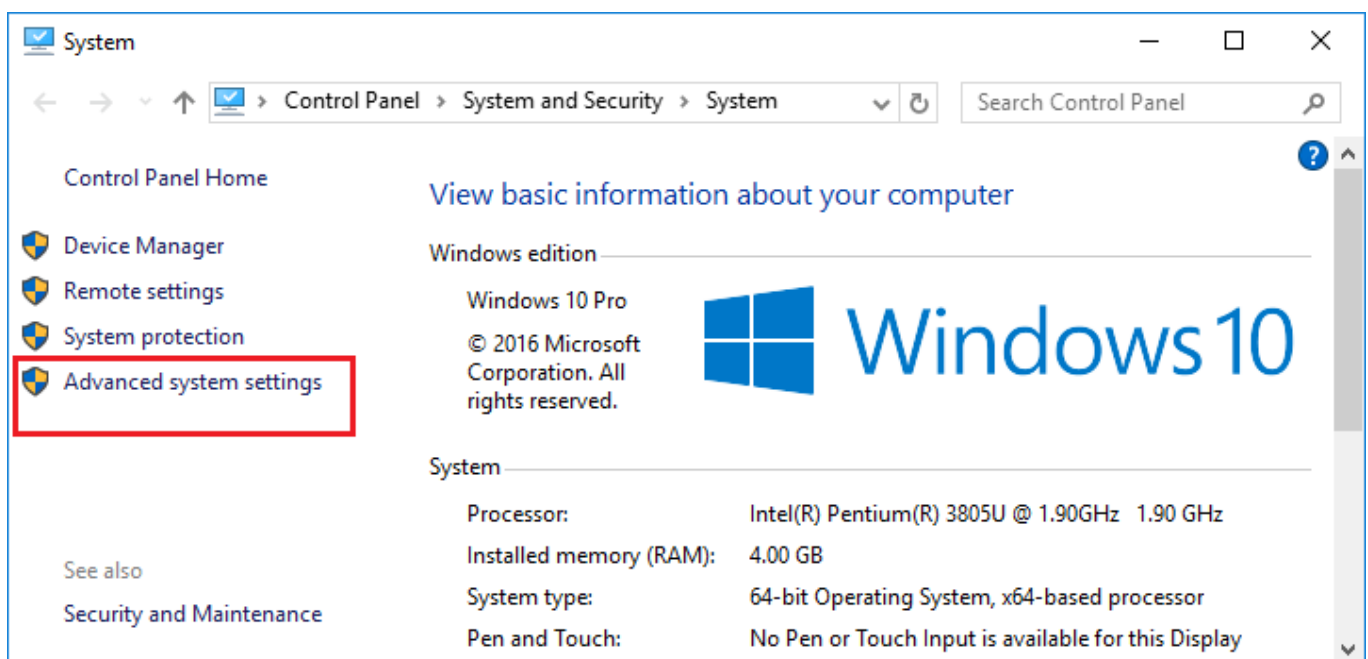 System
Control Panel > System and Security > System
Search Control Panel
Control Panel Home
Device Manager
Remote settings
System protection
Advanced system settings
See also
Security and Maintenance
View basic information about your computer
Windows edition
Windows 10 Pro
© 2016 Microsoft
Corporation. All
rights reserved.
Windows 10
System
Processor: Intel(R) Pentium(R) 3805U @ 1.90GHz 1.90 GHz
Installed memory (RAM): 4.00 GB
System type: 64-bit Operating System, x64-based processor
Pen and Touch: No Pen or Touch Input is available for this Display